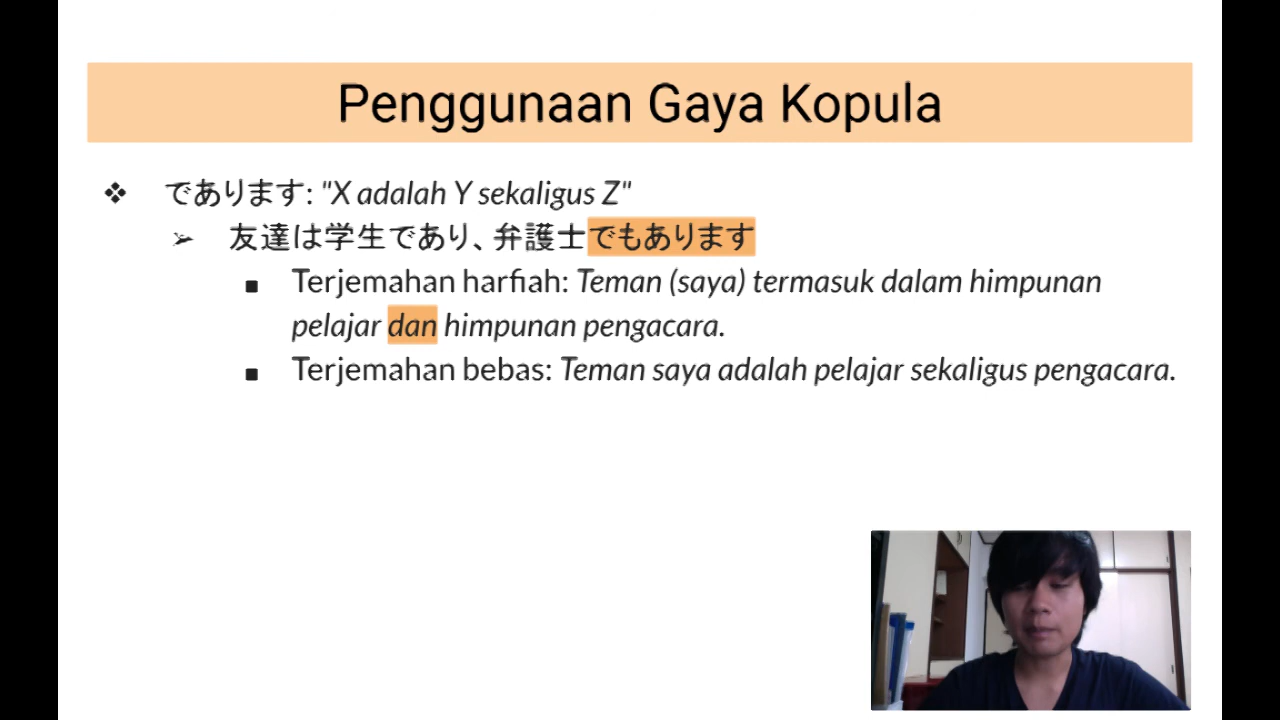 Penggunaan Gaya Kopula
❖ であります: "X adalah Y sekaligus Z"
➢ 友達は学生であり、弁護士でもあります
■ Terjemahan harfiah: Teman (saya) termasuk dalam himpunan
pelajar dan himpunan pengacara.
■ Terjemahan bebas: Teman saya adalah pelajar sekaligus pengacara.